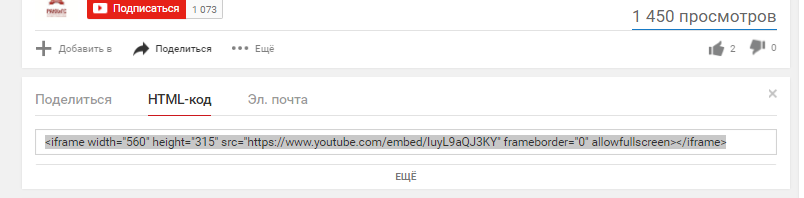 Подписаться 1 073
1 450 просмотров
Добавить в Поделиться Ещё 2 0
Поделиться HTML-код Эл. почта ×
<iframe width="560" height="315" src="https://www.youtube.com/embed/IuyL9aQJ3KY" frameborder="0" allowfullscreen></iframe>
ЕЩЁ